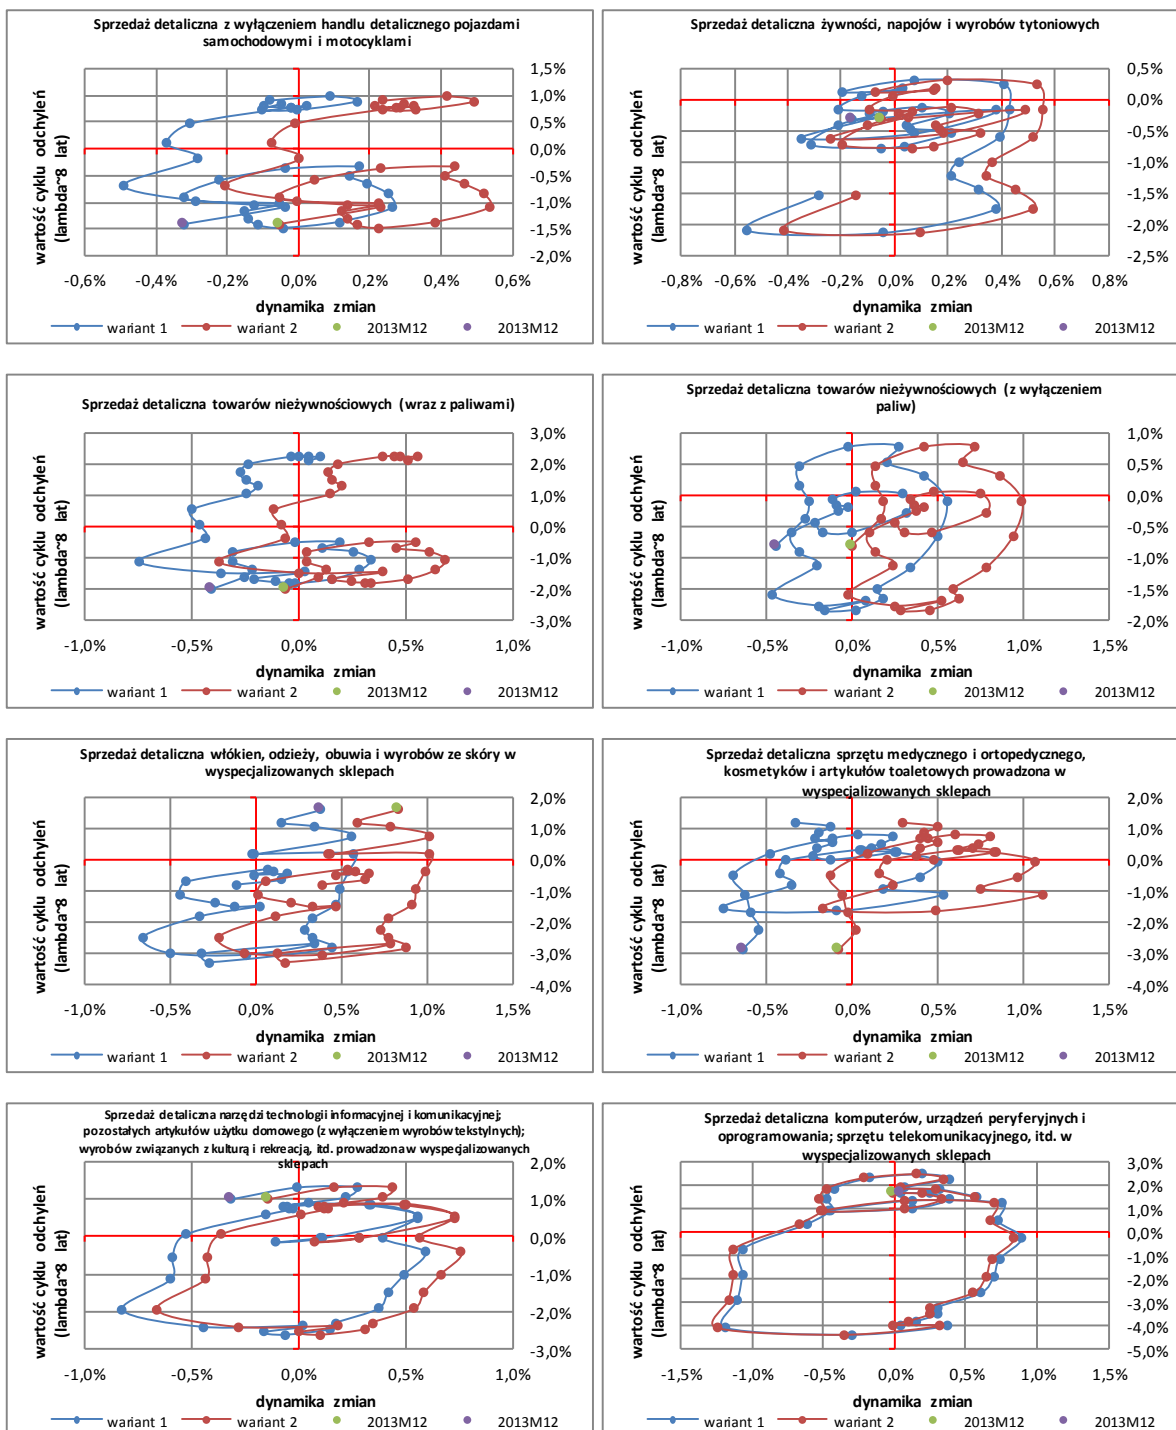 Sprzedaż detaliczna z wyłączeniem handlu detalicznego pojazdami
samochodowymi i motocyklami
wartość cyklu odchyleń
(lambda~8 lat)
1,5%
1,0%
0,5%
0,0%
-0,5%
-1,0%
-1,5%
-2,0%
-0,6% -0,4% -0,2% 0,0% 0,2% 0,4% 0,6%
dynamika zmian
wariant 1 wariant 2 2013M12 2013M12
Sprzedaż detaliczna żywności, napojów i wyrobów tytoniowych
wartość cyklu odchyleń
(lambda~8 lat)
0,5%
0,0%
-0,5%
-1,0%
-1,5%
-2,0%
-2,5%
-0,8% -0,6% -0,4% -0,2% 0,0% 0,2% 0,4% 0,6% 0,8%
dynamika zmian
wariant 1 wariant 2 2013M12 2013M12
Sprzedaż detaliczna towarów nieżywnościowych (wraz z paliwami)
wartość cyklu odchyleń
(lambda~8 lat)
3,0%
2,0%
1,0%
0,0%
-1,0%
-2,0%
-3,0%
-1,0% -0,5% 0,0% 0,5% 1,0%
dynamika zmian
wariant 1 wariant 2 2013M12 2013M12
Sprzedaż detaliczna towarów nieżywnościowych (z wyłączeniem
paliw)
wartość cyklu odchyleń
(lambda~8 lat)
1,0%
0,5%
0,0%
-0,5%
-1,0%
-1,5%
-2,0%
-1,0% -0,5% 0,0% 0,5% 1,0% 1,5%
dynamika zmian
wariant 1 wariant 2 2013M12 2013M12
Sprzedaż detaliczna włókien, odzieży, obuwia i wyrobów ze skóry w
wyspecjalizowanych sklepach
wartość cyklu odchyleń
(lambda~8 lat)
2,0%
1,0%
0,0%
-1,0%
-2,0%
-3,0%
-4,0%
-1,0% -0,5% 0,0% 0,5% 1,0% 1,5%
dynamika zmian
wariant 1 wariant 2 2013M12 2013M12
Sprzedaż detaliczna sprzętu medycznego i ortopedycznego,
kosmetyków i artykułów toaletowych prowadzona w
wyspecjalizowanych sklepach
wartość cyklu odchyleń
(lambda~8 lat)
2,0%
1,0%
0,0%
-1,0%
-2,0%
-3,0%
-4,0%
-1,0% -0,5% 0,0% 0,5% 1,0% 1,5%
dynamika zmian
wariant 1 wariant 2 2013M12 2013M12
Sprzedaż detaliczna narzędzi technologii informacyjnej i komunikacyjnej;
pozostałych artykułów użytku domowego (z wyłączeniem wyrobów tekstylnych);
wyrobów związanych z kulturą i rekreacją, itd. prowadzona w wyspecjalizowanych
sklepach
wartość cyklu odchyleń
(lambda~8 lat)
2,0%
1,0%
0,0%
-1,0%
-2,0%
-3,0%
-1,0% -0,5% 0,0% 0,5% 1,0%
dynamika zmian
wariant 1 wariant 2 2013M12 2013M12
Sprzedaż detaliczna komputerów, urządzeń peryferyjnych i
oprogramowania; sprzętu telekomunikacyjnego, itd. w
wyspecjalizowanych sklepach
wartość cyklu odchyleń
(lambda~8 lat)
3,0%
2,0%
1,0%
0,0%
-1,0%
-2,0%
-3,0%
-4,0%
-5,0%
-1,5% -1,0% -0,5% 0,0% 0,5% 1,0% 1,5%
dynamika zmian
wariant 1 wariant 2 2013M12 2013M12